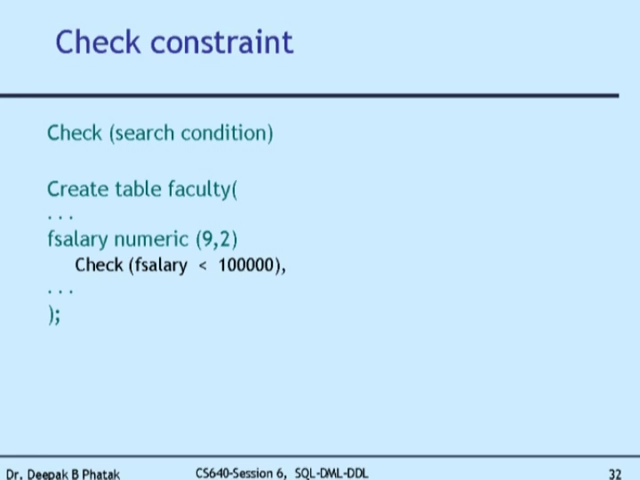 Check constraint
Check (search condition)
Create table faculty(
. . .
fsalary numeric (9,2)
Check (fsalary < 100000),
. . .
);
Dr. Deepak B Phatak CS640-Session 6, SQL-DML-DDL 32